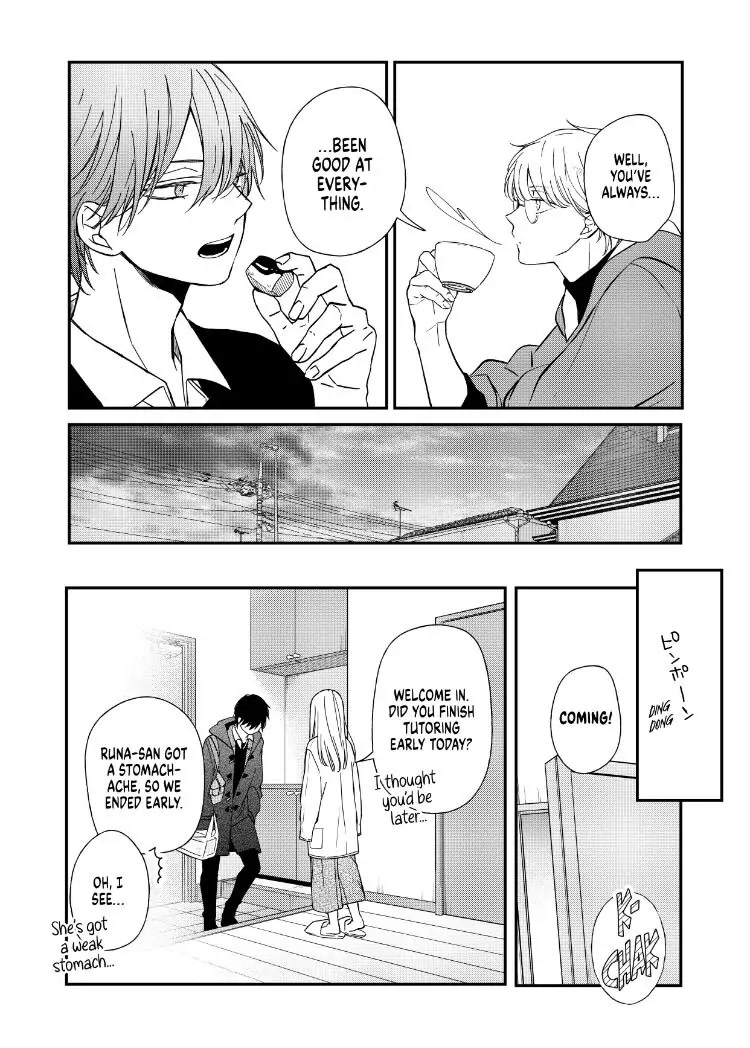 WELL,
YOU'VE
ALWAYS...
...BEEN
GOOD AT
EVERY-
THING.
ピンポーン
DING
DONG
COMING!
K-
CHAK
WELCOME IN.
DID YOU FINISH
TUTORING
EARLY TODAY?
I thought
you'd be
later...
RUNA-SAN GOT
A STOMACH-
ACHE, SO WE
ENDED EARLY.
OH, I
SEE...
She's got
a weak
stomach...